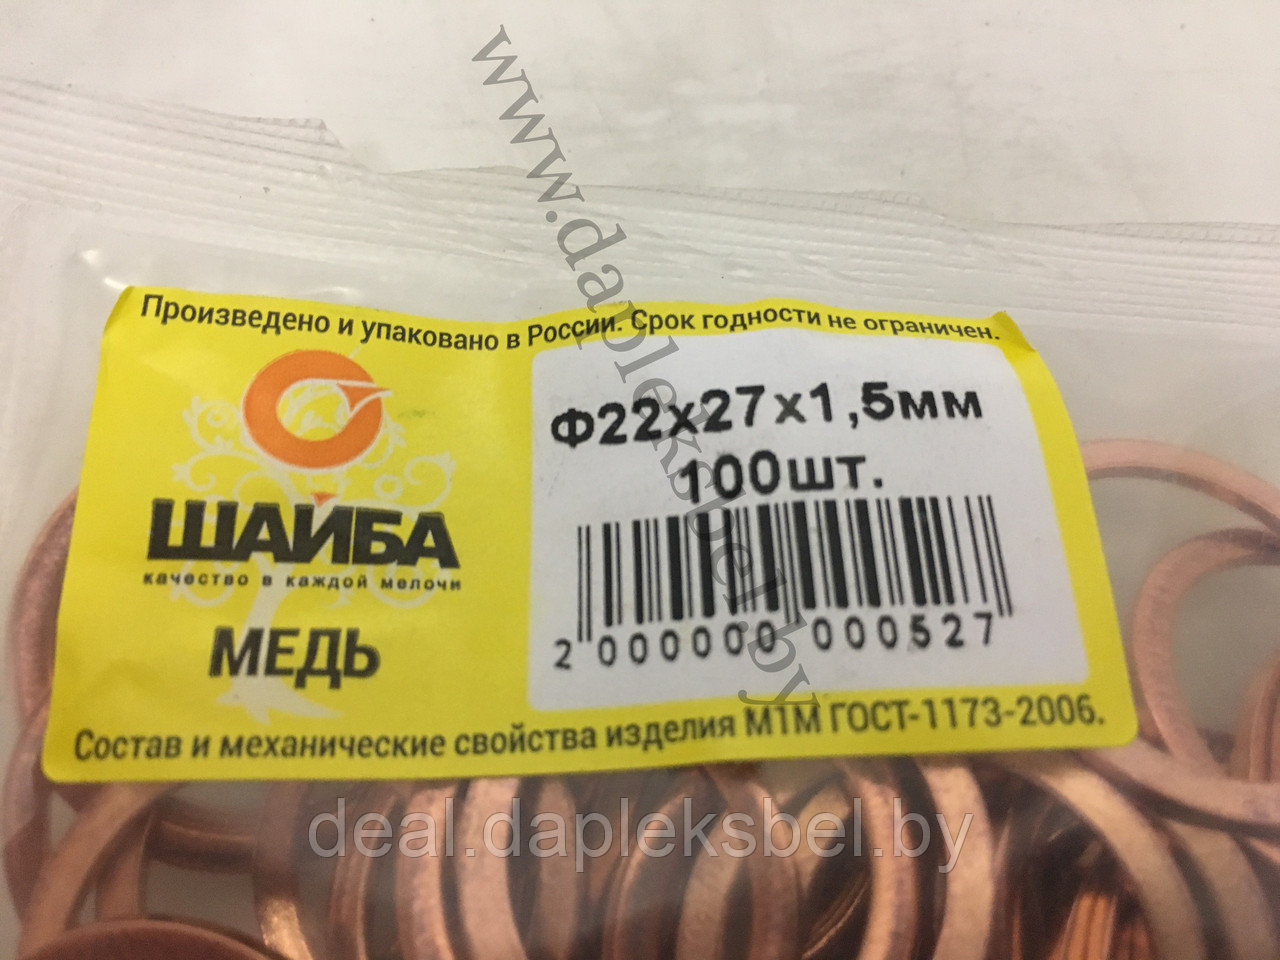 www.dapleksbel.by
Произведено и упаковано в России. Срок годности не ограничен.
Ф22х27х1,5мм
100шт.
ШАЙБА
качество в каждой мелочи
МЕДЬ
2 000000 000527
Состав и механические свойства изделия М1М ГОСТ-1173-2006.
deal.dapleksbel.by